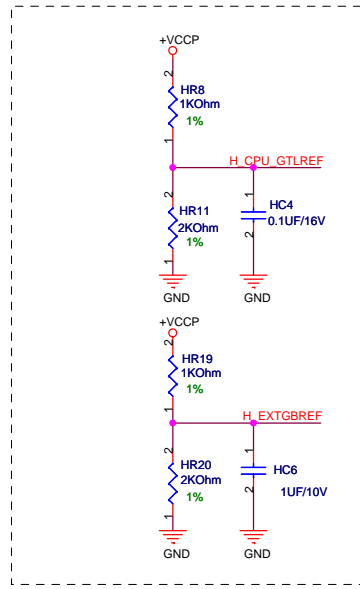 +VCCP
2
HR8
1KOhm
1%
1
H_CPU_GTLREF
2
HR11
2KOhm
1%
1
1
HC4
0.1UF/16V
2
GND
GND
+VCCP
2
HR19
1KOhm
1%
1
H_EXTGBREF
2
HR20
2KOhm
1%
1
1
HC6
1UF/10V
2
GND
GND